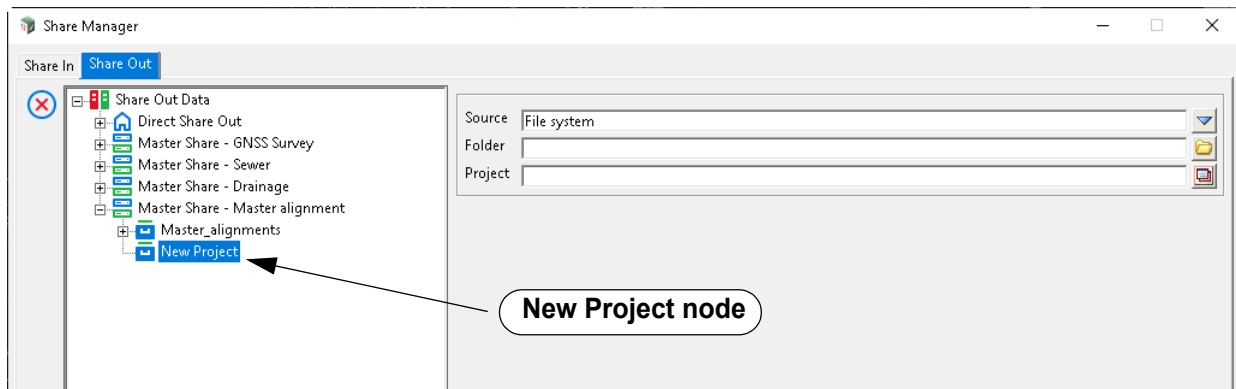 Share Manager
Share In Share Out
Share Out Data
Direct Share Out
Master Share - GNSS Survey
Master Share - Sewer
Master Share - Drainage
Master Share - Master alignment
Master_alignments
New Project
Source File system
Folder
Project
New Project node